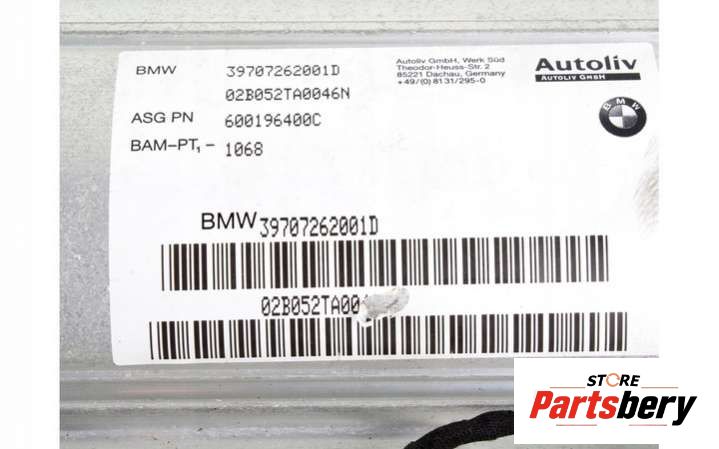 BMW 39707262001D
02B052TA0046N
ASG PN 600196400C
BAM-PT₁- 1068
Autoliv GmbH, Werk Süd
Theodor-Heuss-Str. 2
85221 Dachau, Germany
+49/(0)8131/295-0
Autoliv
AUTOLIV GMBH
BMW
BMW 39707262001D
02B052TA00
STORE
Partsbery